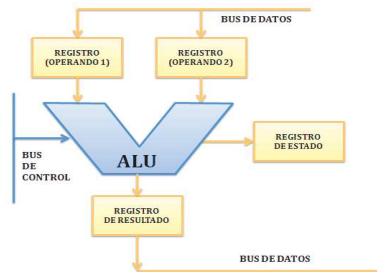 BUS DE DATOS
REGISTRO
(OPERANDO 1)
REGISTRO
(OPERANDO 2)
BUS
DE
CONTROL
ALU
REGISTRO
DE ESTADO
REGISTRO
DE RESULTADO
BUS DE DATOS